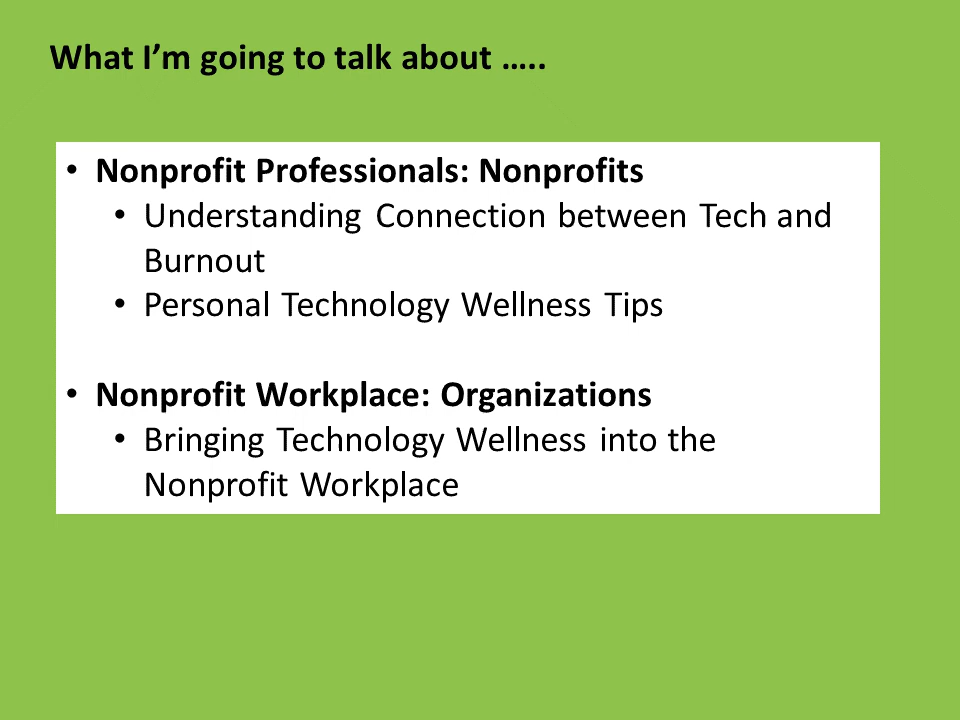 What I’m going to talk about …..
• Nonprofit Professionals: Nonprofits
• Understanding Connection between Tech and
Burnout
• Personal Technology Wellness Tips
• Nonprofit Workplace: Organizations
• Bringing Technology Wellness into the
Nonprofit Workplace